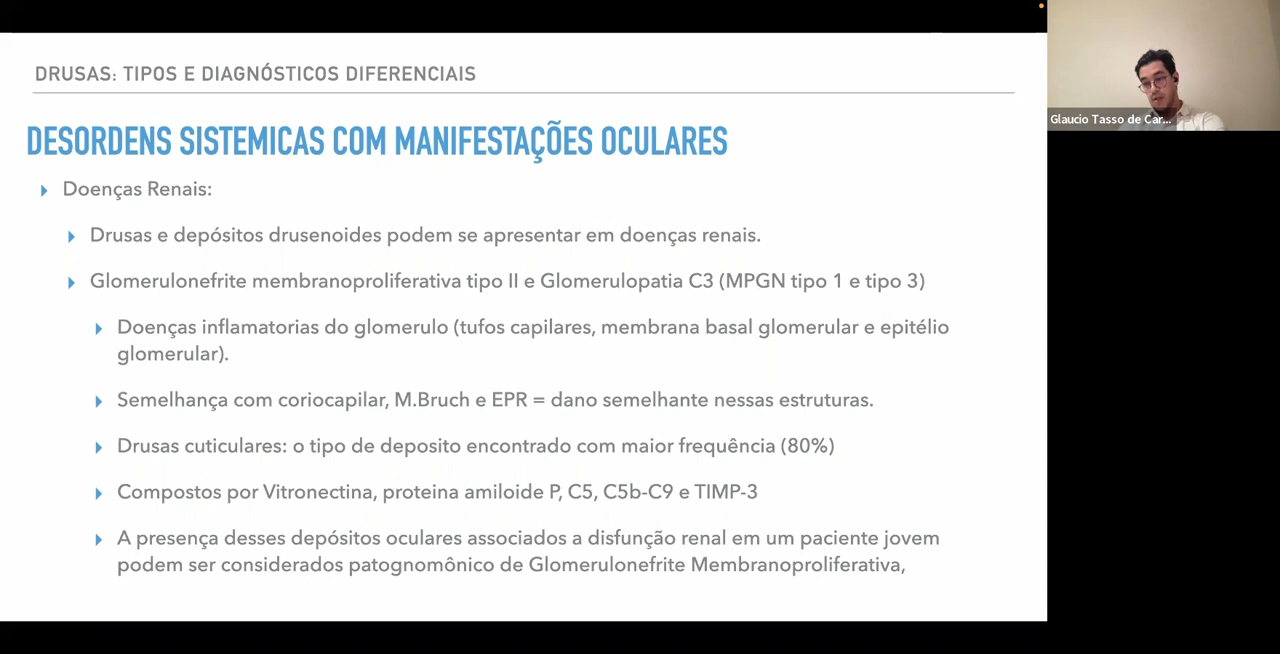 DRUSAS: TIPOS E DIAGNÓSTICOS DIFERENCIAIS
DESORDENS SISTEMICAS COM MANIFESTAÇÕES OCULARES
Doenças Renais:
Drusas e depósitos drusenoides podem se apresentar em doenças renais.
Glomerulonefrite membranoproliferativa tipo II e Glomerulopatia C3 (MPGN tipo 1 e tipo 3)
Doenças inflamatorias do glomerulo (tufos capilares, membrana basal glomerular e epitélio
glomerular).
Semelhança com coriocapilar, M.Bruch e EPR = dano semelhante nessas estruturas.
Drusas cuticulares: o tipo de deposito encontrado com maior frequência (80%)
Compostos por Vitronectina, proteina amiloide P, C5, C5b-C9 e TIMP-3
A presença desses depósitos oculares associados a disfunção renal em um paciente jovem
podem ser considerados patognomônico de Glomerulonefrite Membranoproliferativa,
Glaucio Tasso de Car...